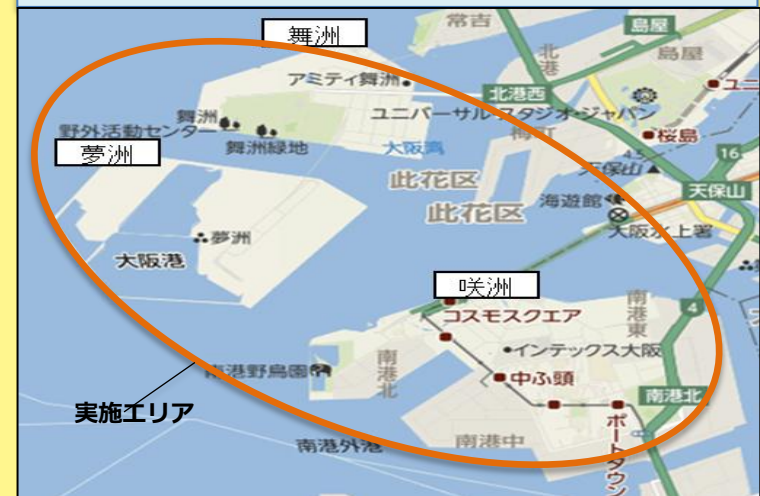 舞洲
常吉
島屋
北港
島屋
アミティ舞洲
北港西
ユニ
ユニバーサル・スタジオ・ジャパン
舞洲
野外活動センター
舞洲緑地
大阪湾
梅町
桜島
夢洲
4.5
天保山
16
此花区
天保山
海遊館
此花区
大阪水上署
夢洲
大阪港
咲洲
コスモスクエア
南港東
4
インテックス大阪
南港野鳥園
南港北
中ふ頭
南港北
実施エリア
ポートタウン
南港外港
南港中